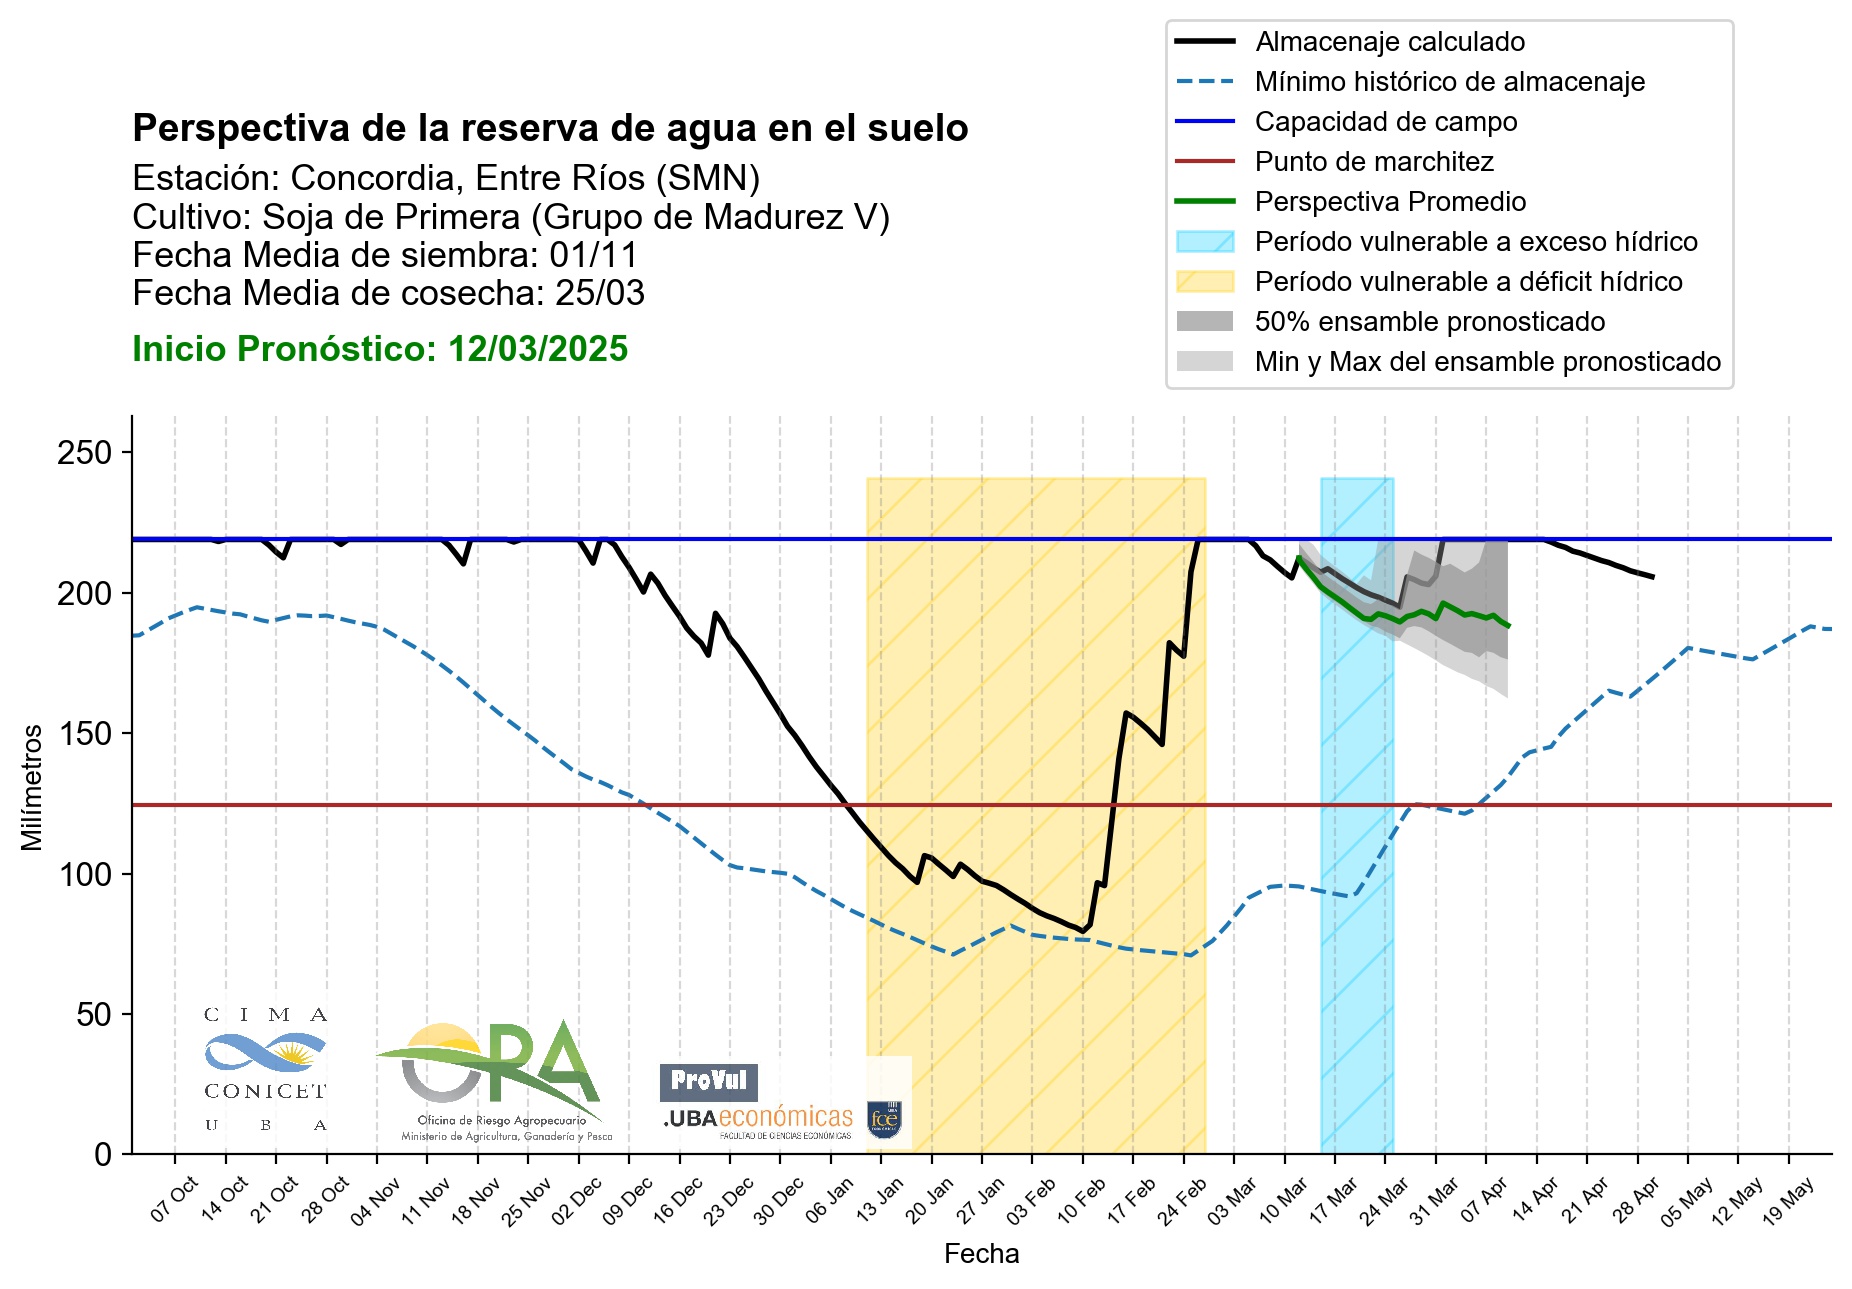 Almacenaje calculado
Mínimo histórico de almacenaje
Capacidad de campo
Punto de marchitez
Perspectiva Promedio
Período vulnerable a exceso hídrico
Período vulnerable a déficit hídrico
50% ensamble pronosticado
Min y Max del ensamble pronosticado
Perspectiva de la reserva de agua en el suelo
Estación: Concordia, Entre Ríos (SMN)
Cultivo: Soja de Primera (Grupo de Madurez V)
Fecha Media de siembra: 01/11
Fecha Media de cosecha: 25/03
Inicio Pronóstico: 12/03/2025
250
200
150
100
50
0
Milímetros
CIMA
CONICET
UBA
ORA
Oficina de Riesgo Agropecuario
Ministerio de Agricultura, Ganadería y Pesca
ProVul
.UBAeconómicas
FACULTAD DE CIENCIAS ECONÓMICAS
UBA
fce
07 Oct
14 Oct
21 Oct
28 Oct
04 Nov
11 Nov
18 Nov
25 Nov
02 Dec
09 Dec
16 Dec
23 Dec
30 Dec
06 Jan
13 Jan
20 Jan
27 Jan
03 Feb
10 Feb
17 Feb
24 Feb
03 Mar
10 Mar
17 Mar
24 Mar
31 Mar
07 Apr
14 Apr
21 Apr
28 Apr
05 May
12 May
19 May
Fecha